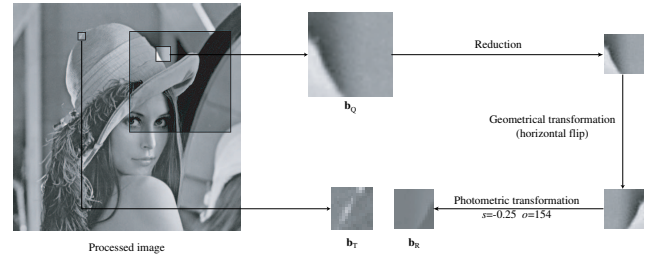 Reduction
b_Q
Geometrical transformation
(horizontal flip)
Photometric transformation
s=-0.25 o=154
b_T
b_R
Processed image